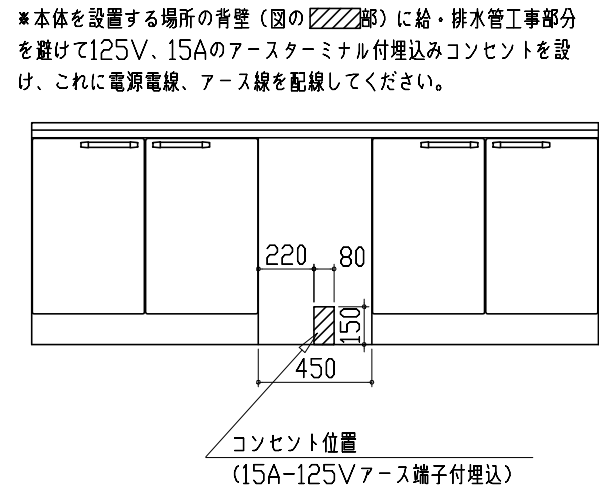 ※本体を設置する場所の背壁（図の 部）に給・排水管工事部分
を避けて125V、15Aのアースターミナル付埋込みコンセントを設
け、これに電源電線、アース線を配線してください。
220
80
150
450
コンセント位置
（15A-125Vアース端子付埋込）